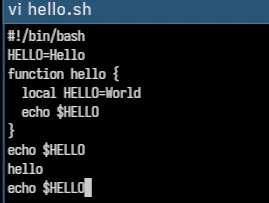 vi hello.sh
#!/bin/bash
HELLO=Hello
function hello {
  local HELLO=World
  echo $HELLO
}
echo $HELLO
hello
echo $HELLO